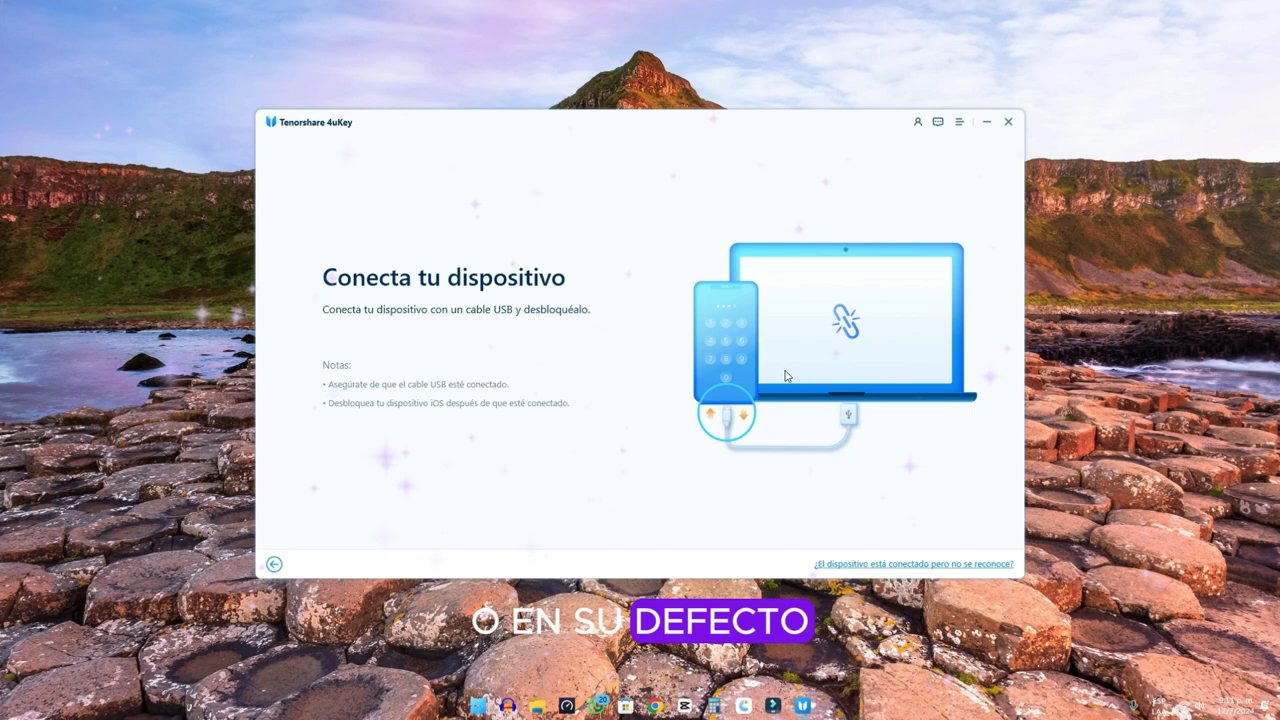 Tenorshare 4uKey
Conecta tu dispositivo
Conecta tu dispositivo con un cable USB y desbloquéalo.
Notas:
• Asegúrate de que el cable USB esté conectado.
• Desbloquea tu dispositivo iOS después de que esté conectado.
¿El dispositivo está conectado pero no se reconoce?
Ó EN SU DEFECTO